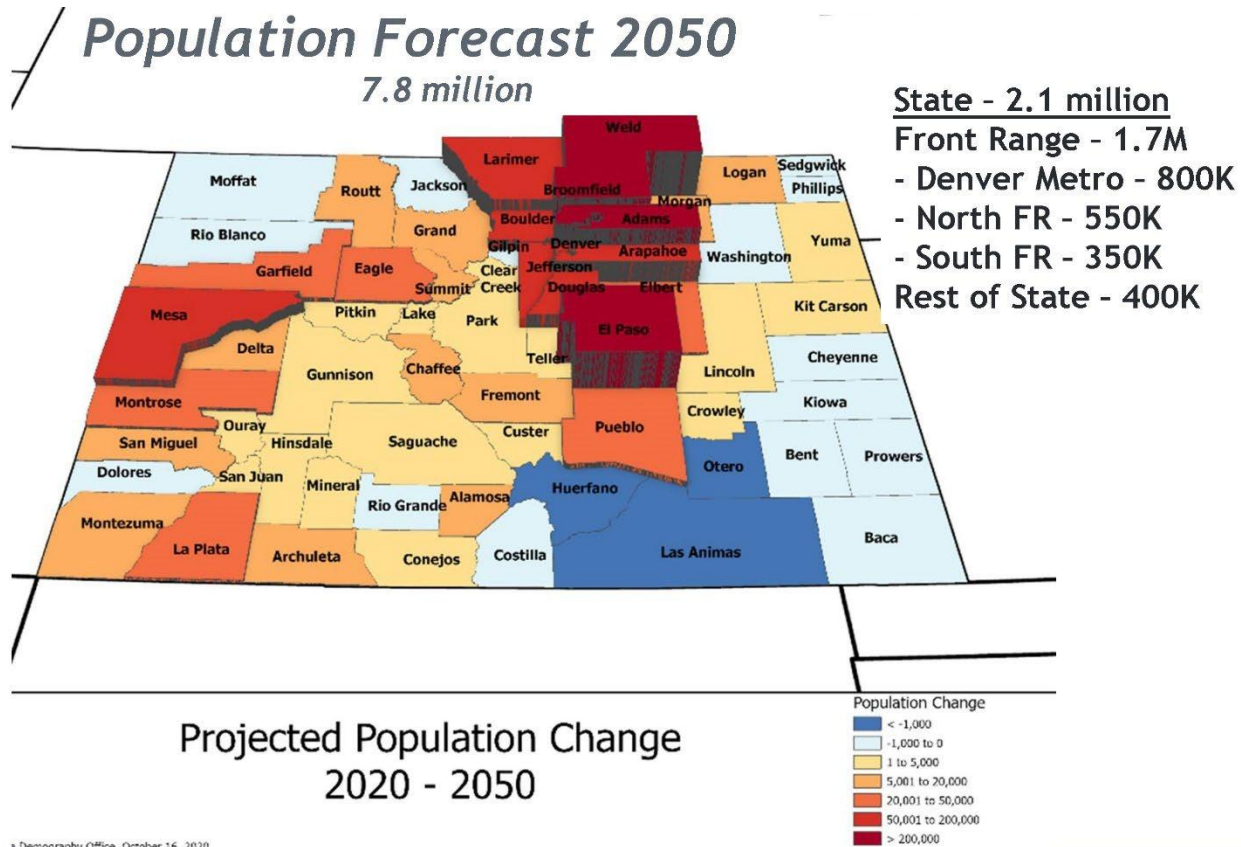 Population Forecast 2050
7.8 million
State - 2.1 million
Front Range - 1.7M
- Denver Metro - 800K
- North FR - 550K
- South FR - 350K
Rest of State - 400K
Weld
Larimer
Sedgwick
Logan
Phillips
Moffat
Routt
Jackson
Broomfield
Morgan
Boulder
Adams
Grand
Rio Blanco
Gilpin
Denver
Washington
Yuma
Arapahoe
Garfield
Eagle
Clear
Creek
Jefferson
Summit
Douglas
Elbert
Mesa
Pitkin
Lake
Park
Kit Carson
El Paso
Delta
Teller
Cheyenne
Gunnison
Chaffee
Lincoln
Fremont
Montrose
Kiowa
Crowley
Ouray
Pueblo
San Miguel
Hinsdale
Saguache
Custer
Bent
Prowers
Otero
Dolores
San Juan
Mineral
Huerfano
Rio Grande
Alamosa
Montezuma
Baca
La Plata
Archuleta
Conejos
Costilla
Las Animas
Projected Population Change
2020 - 2050
Population Change
< -1,000
-1,000 to 0
1 to 5,000
5,001 to 20,000
20,001 to 50,000
50,001 to 200,000
> 200,000
Demography Office, October 16, 2020